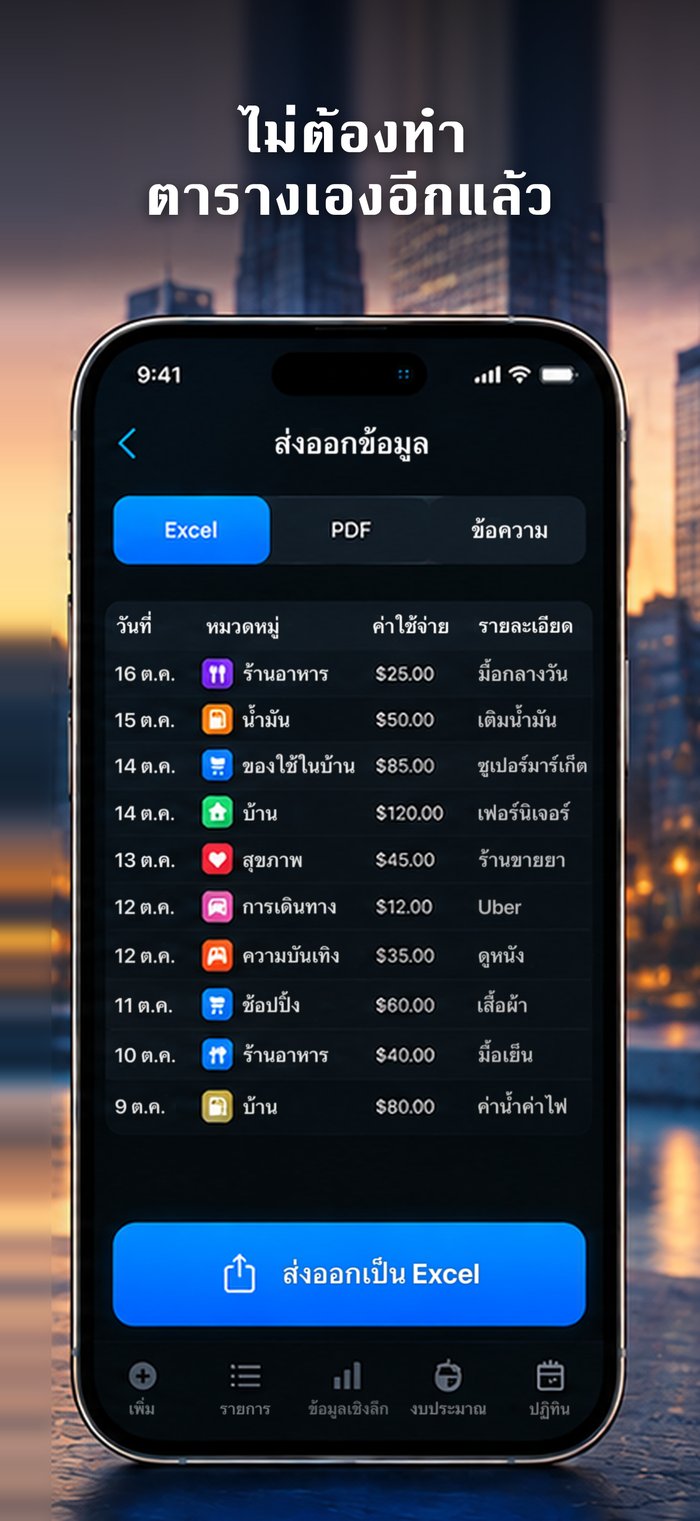 ไม่ต้องทำ
ตารางเองอีกแล้ว
9:41
ส่งออกข้อมูล
Excel PDF ข้อความ
วันที่ หมวดหมู่ ค่าใช้จ่าย รายละเอียด
16 ต.ค. ร้านอาหาร $25.00 มื้อกลางวัน
15 ต.ค. น้ำมัน $50.00 เติมน้ำมัน
14 ต.ค. ของใช้ในบ้าน $85.00 ซูเปอร์มาร์เก็ต
14 ต.ค. บ้าน $120.00 เฟอร์นิเจอร์
13 ต.ค. สุขภาพ $45.00 ร้านขายยา
12 ต.ค. การเดินทาง $12.00 Uber
12 ต.ค. ความบันเทิง $35.00 ดูหนัง
11 ต.ค. ช้อปปิ้ง $60.00 เสื้อผ้า
10 ต.ค. ร้านอาหาร $40.00 มื้อเย็น
9 ต.ค. บ้าน $80.00 ค่าน้ำค่าไฟ
ส่งออกเป็น Excel
เพิ่ม รายการ ข้อมูลเชิงลึก งบประมาณ ปฏิทิน